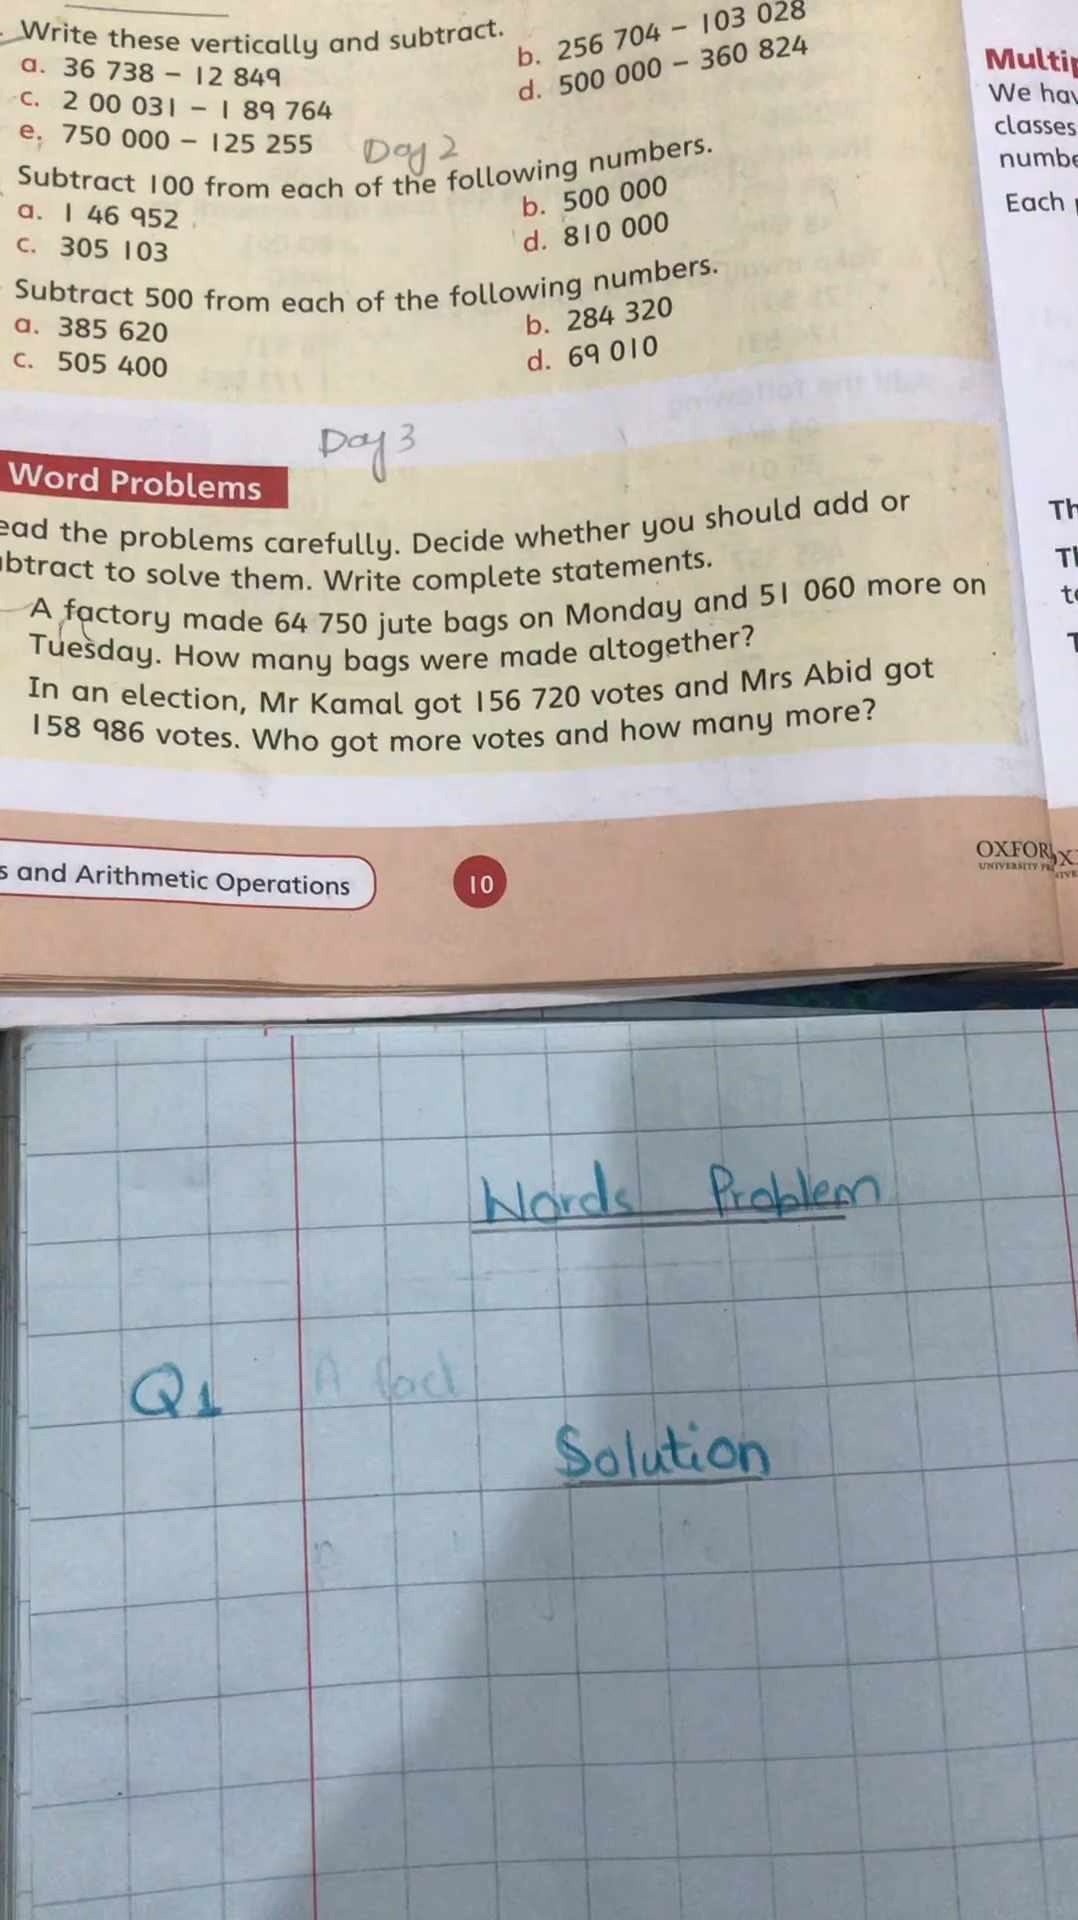 Write these vertically and subtract.
a. 36 738 – 12 849
b. 256 704 – 103 028
c. 2 00 031 – 1 89 764
d. 500 000 – 360 824
e. 750 000 – 125 255
Day 2
Subtract 100 from each of the following numbers.
a. 1 46 952
b. 500 000
c. 305 103
d. 810 000
Subtract 500 from each of the following numbers.
a. 385 620
b. 284 320
c. 505 400
d. 69 010
Day 3
Word Problems
ead the problems carefully. Decide whether you should add or
btract to solve them. Write complete statements.
A factory made 64 750 jute bags on Monday and 51 060 more on
Tuesday. How many bags were made altogether?
In an election, Mr Kamal got 156 720 votes and Mrs Abid got
158 986 votes. Who got more votes and how many more?
s and Arithmetic Operations
10
OXFOR
UNIVERSITY PR
Multip
We hav
classes
numbe
Each
Th
Th
to
T
Words Problem
Q1 A fact
Solution